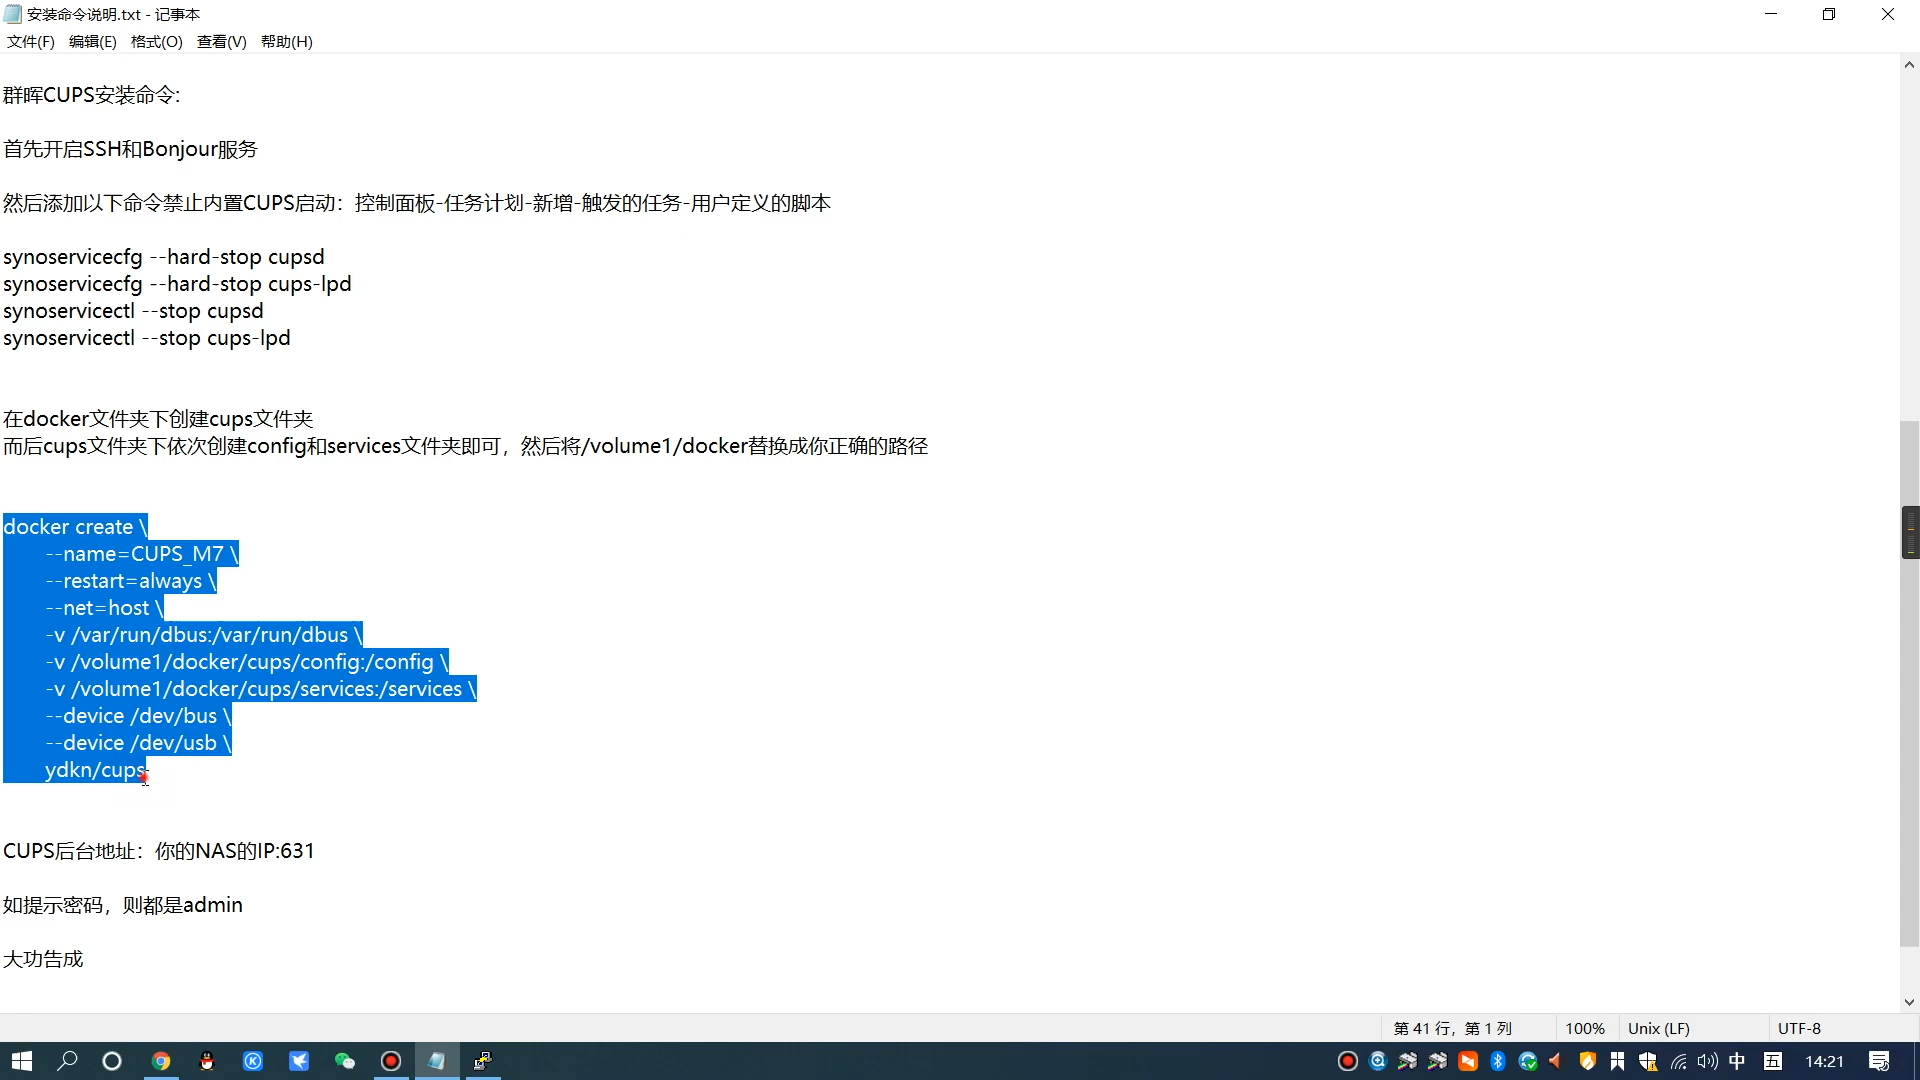 安装命令说明.txt - 记事本
文件(F) 编辑(E) 格式(O) 查看(V) 帮助(H)
群晖CUPS安装命令:
首先开启SSH和Bonjour服务
然后添加以下命令禁止内置CUPS启动：控制面板-任务计划-新增-触发的任务-用户定义的脚本
synoservicecfg --hard-stop cupsd
synoservicecfg --hard-stop cups-lpd
synoservicectl --stop cupsd
synoservicectl --stop cups-lpd
在docker文件夹下创建cups文件夹
而后cups文件夹下依次创建config和services文件夹即可，然后将/volume1/docker替换成你正确的路径
docker create \
--name=CUPS_M7 \
--restart=always \
--net=host \
-v /var/run/dbus:/var/run/dbus \
-v /volume1/docker/cups/config:/config \
-v /volume1/docker/cups/services:/services \
--device /dev/bus \
--device /dev/usb \
ydkn/cups
CUPS后台地址：你的NAS的IP:631
如提示密码，则都是admin
大功告成
第 41 行，第 1 列 100% Unix (LF) UTF-8
中 五 14:21